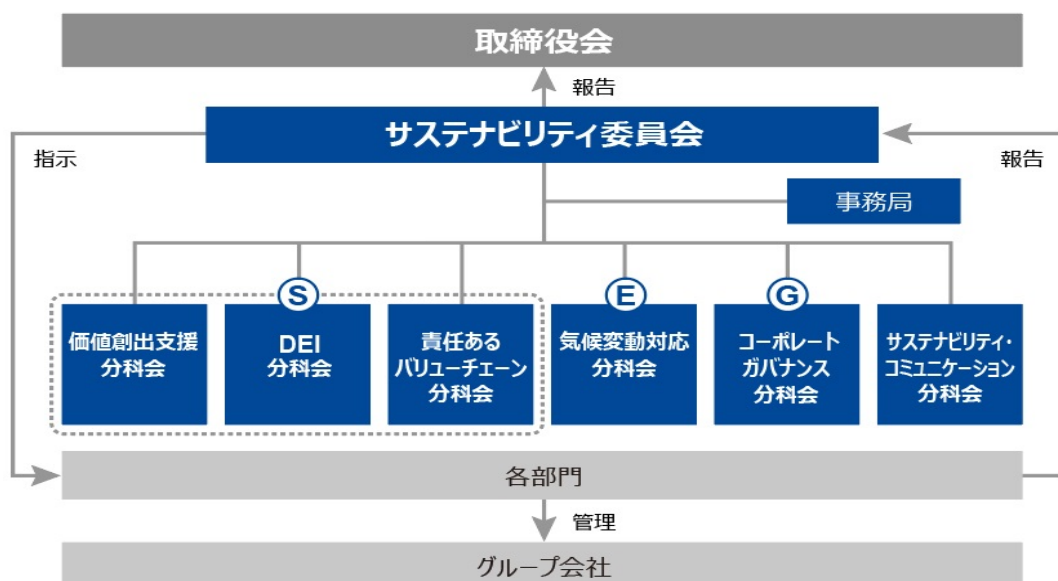 取締役会
報告
サステナビリティ委員会
指示
報告
事務局
S
E
G
価値創出支援
分科会
DEI
分科会
責任ある
バリューチェーン
分科会
気候変動対応
分科会
コーポレート
ガバナンス
分科会
サステナビリティ・
コミュニケーション
分科会
各部門
管理
グループ会社